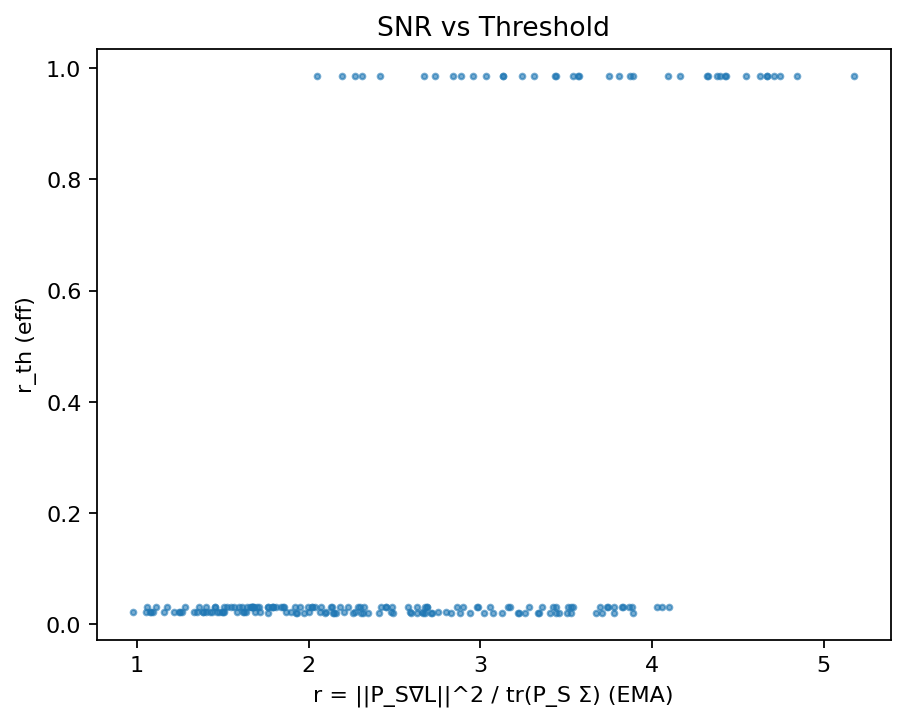 SNR vs Threshold
1.0
0.8
0.6
0.4
0.2
0.0
r_th (eff)
1 2 3 4 5
r = ||P_S∇L||^2 / tr(P_S Σ) (EMA)